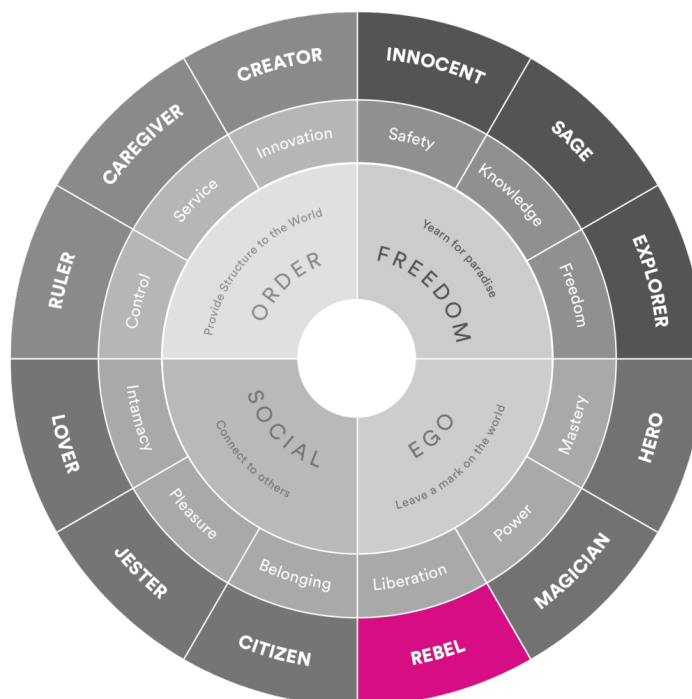 CREATOR
INNOCENT
CAREGIVER
SAGE
Innovation
Safety
Service
Knowledge
RULER
EXPLORER
Control
Freedom
Provide Structure to the World
ORDER
Yearn for paradise
FREEDOM
SOCIAL
Connect to others
EGO
Leave a mark on the world
LOVER
Intamacy
Mastery
HERO
JESTER
Pleasure
Power
MAGICIAN
Belonging
Liberation
CITIZEN
REBEL